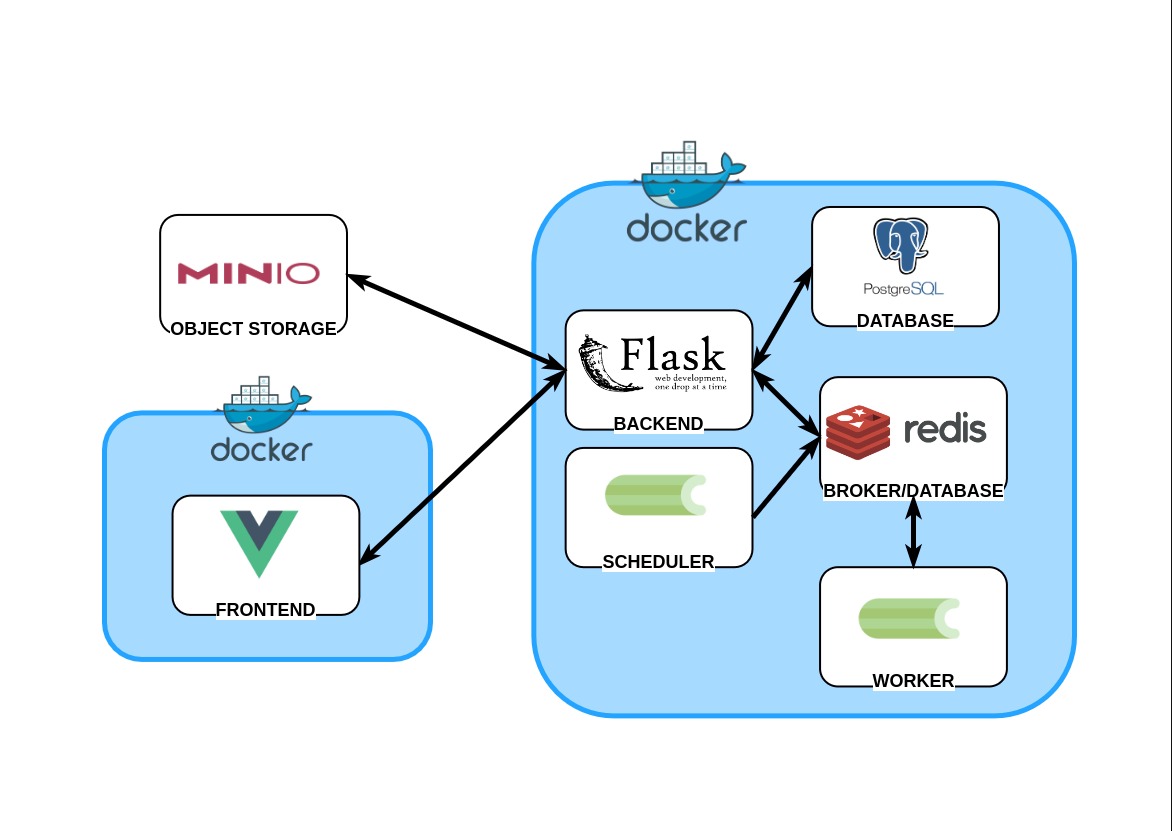 docker
MINIO
OBJECT STORAGE
docker
FRONTEND
Flask
web development,
one drop at a time
BACKEND
SCHEDULER
PostgreSQL
DATABASE
redis
BROKER/DATABASE
WORKER